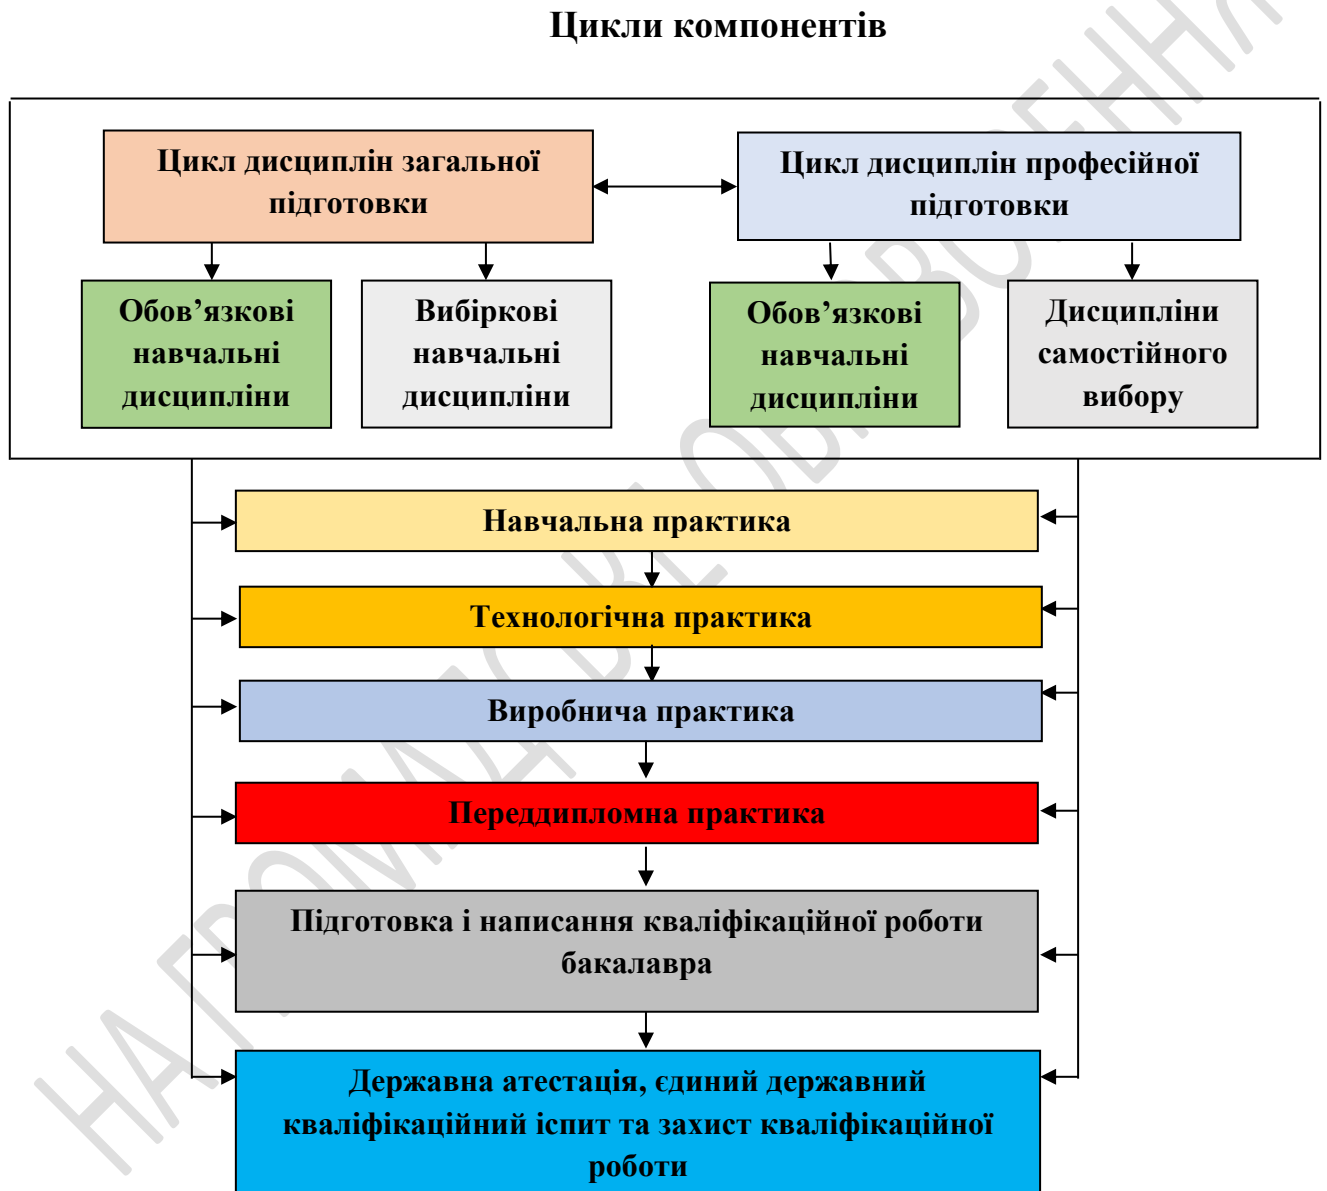 Цикли компонентів
Цикл дисциплін загальної
підготовки
Цикл дисциплін професійної
підготовки
Обов’язкові
навчальні
дисципліни
Вибіркові
навчальні
дисципліни
Обов’язкові
навчальні
дисципліни
Дисципліни
самостійного
вибору
Навчальна практика
Технологічна практика
Виробнича практика
Переддипломна практика
Підготовка і написання кваліфікаційної роботи
бакалавра
Державна атестація, єдиний державний
кваліфікаційний іспит та захист кваліфікаційної
роботи